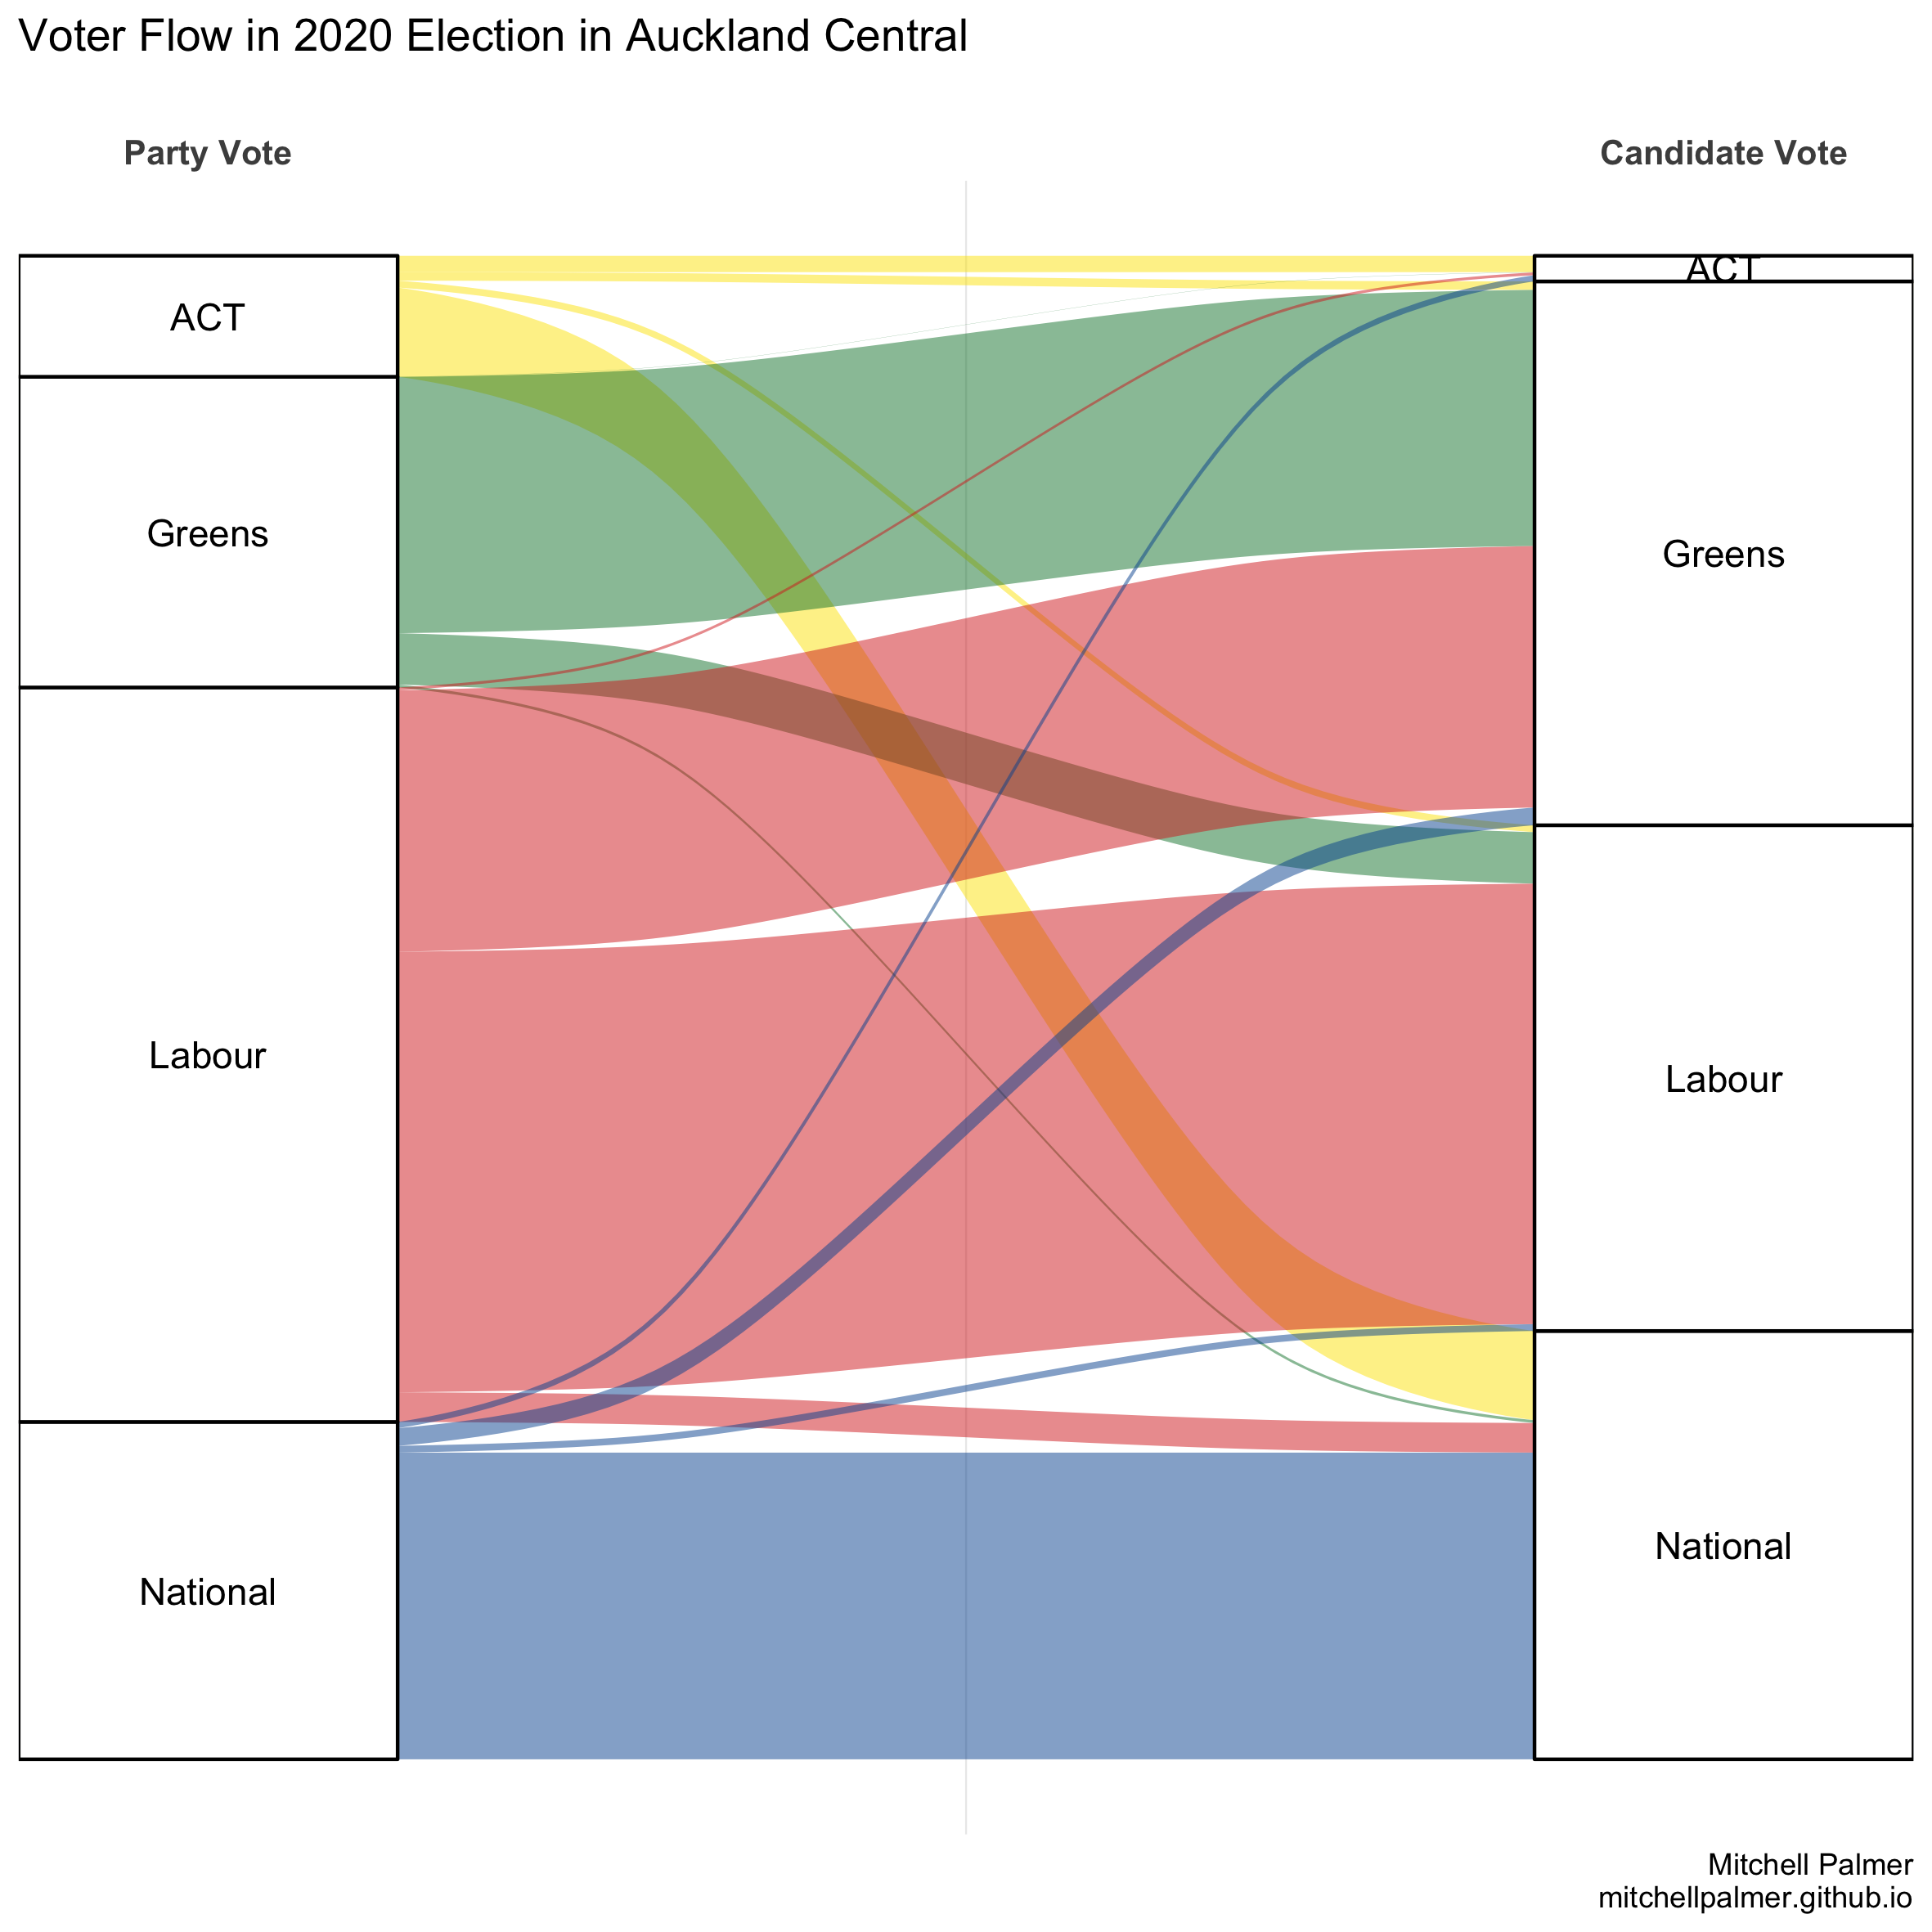 Voter Flow in 2020 Election in Auckland Central
Party Vote
Candidate Vote
ACT
Greens
Labour
National
ACT
Greens
Labour
National
Mitchell Palmer
mitchellpalmer.github.io